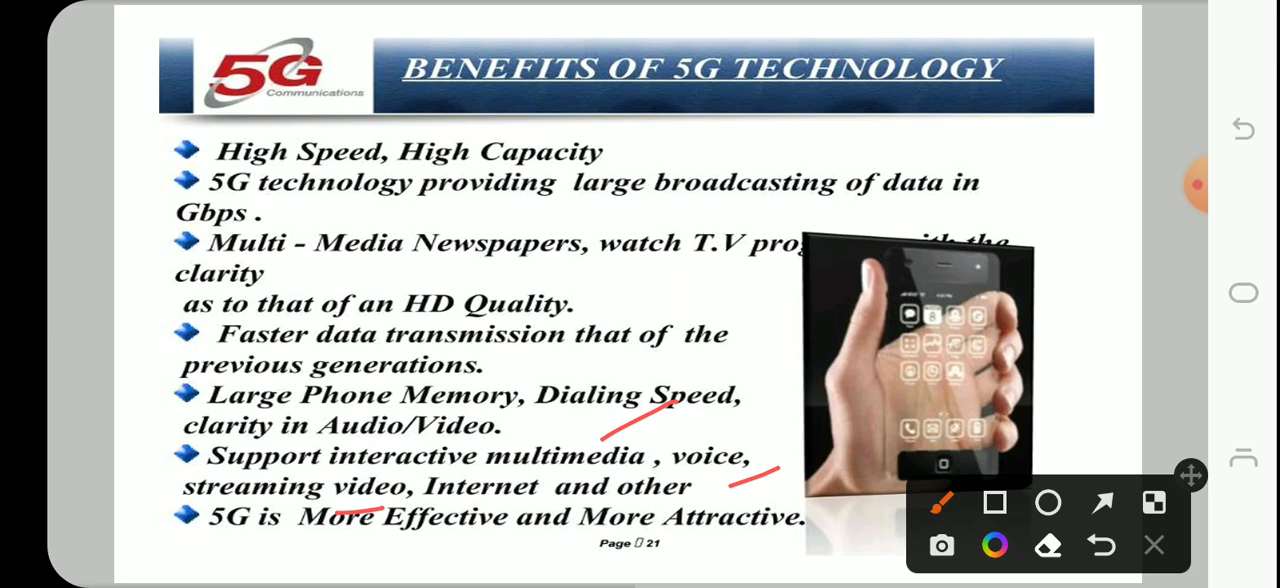 5G
Communications
BENEFITS OF 5G TECHNOLOGY
High Speed, High Capacity
5G technology providing large broadcasting of data in
Gbps .
Multi - Media Newspapers, watch T.V with the
clarity
as to that of an HD Quality.
Faster data transmission that of the
previous generations.
Large Phone Memory, Dialing Speed,
clarity in Audio/Video.
Support interactive multimedia , voice,
streaming video, Internet and other
5G is More Effective and More Attractive.
Page 21